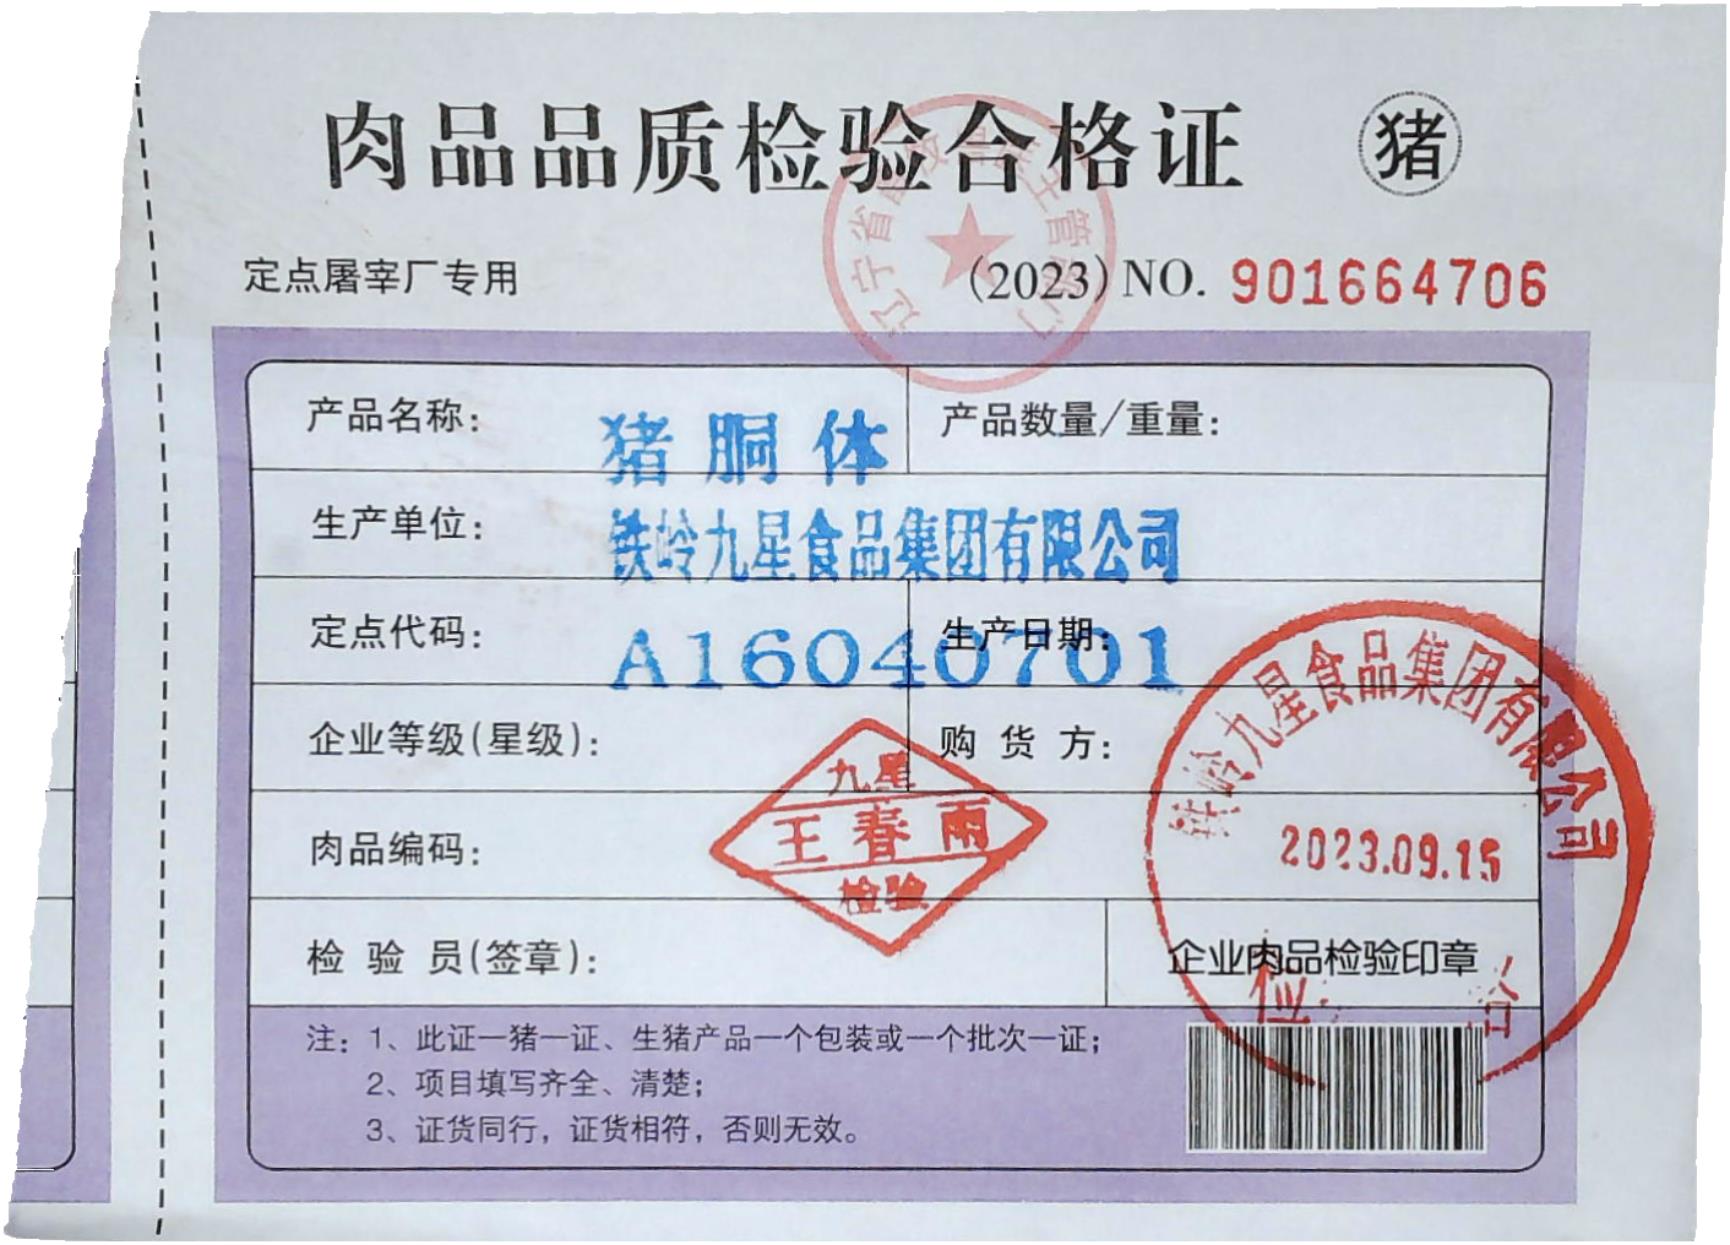 肉品品质检验合格证 猪
定点屠宰厂专用 (2023) NO. 901664706
产品名称: 猪胴体 产品数量/重量:
生产单位: 铁岭九星食品集团有限公司
定点代码: A16040701 生产日期:
企业等级(星级): 购货方:
肉品编码:
检验员(签章):
九星
王春雨
检验
铁岭九星食品集团有限公司
2023.09.15
企业肉品检验印章
注: 1、此证一猪一证、生猪产品一个包装或一个批次一证;
2、项目填写齐全、清楚;
3、证货同行，证货相符，否则无效。